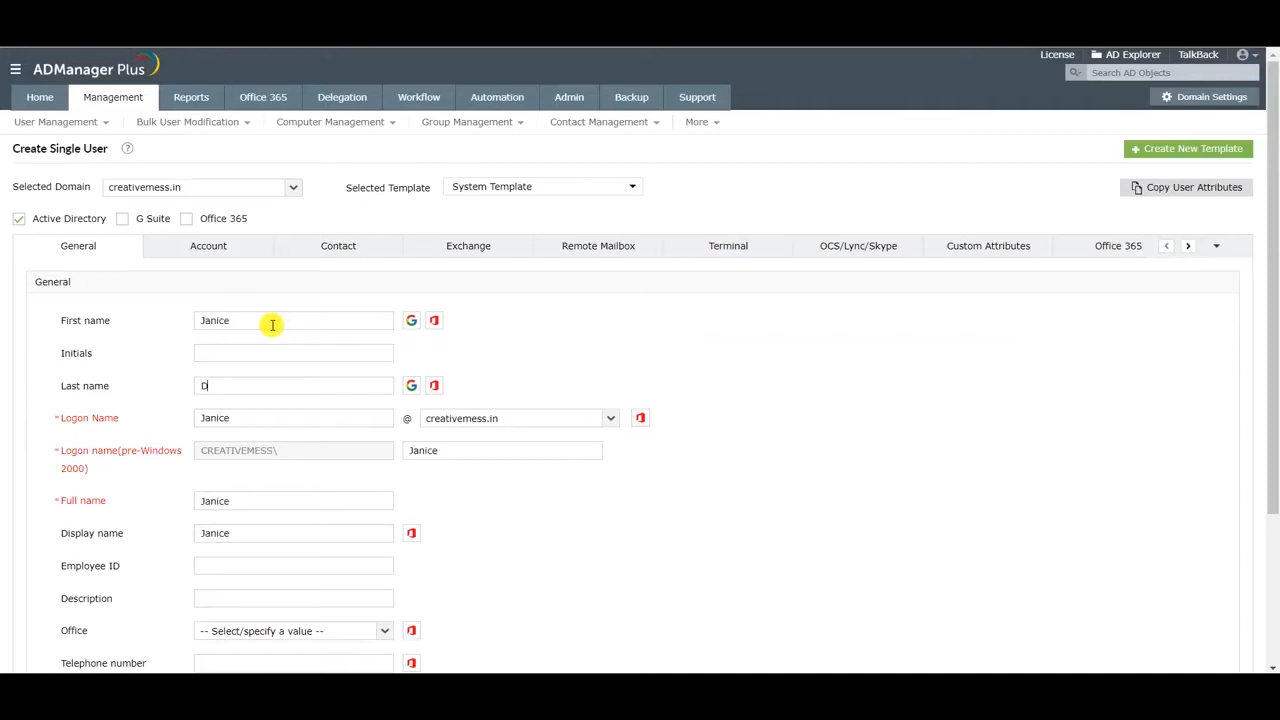 License AD Explorer TalkBack
ADManager Plus
Search AD Objects
Home Management Reports Office 365 Delegation Workflow Automation Admin Backup Support
Domain Settings
User Management Bulk User Modification Computer Management Group Management Contact Management More
Create Single User ?
+ Create New Template
Selected Domain creativemess.in Selected Template System Template
Copy User Attributes
Active Directory G Suite Office 365
General Account Contact Exchange Remote Mailbox Terminal OCS/Lync/Skype Custom Attributes Office 365
General
First name Janice
Initials
Last name D
*Logon Name Janice @ creativemess.in
*Logon name(pre-Windows 2000) CREATIVEMESS\ Janice
*Full name Janice
Display name Janice
Employee ID
Description
Office -- Select/specify a value --
Telephone number